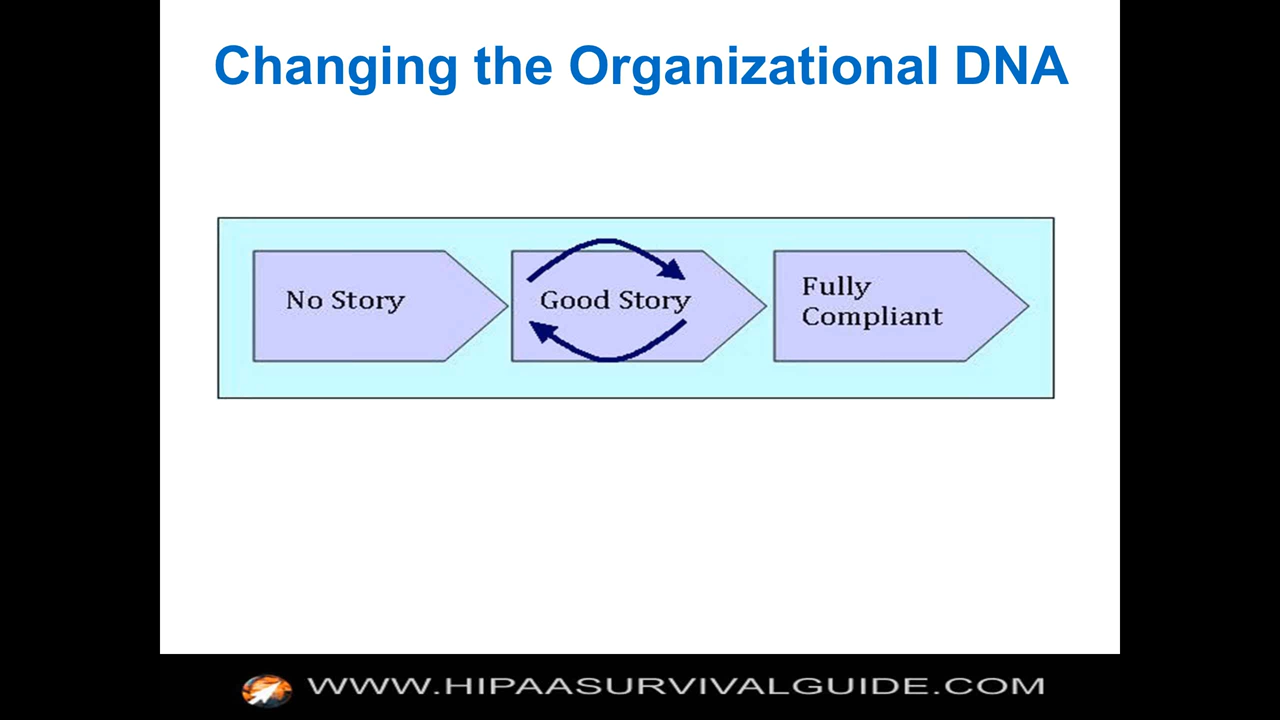 Changing the Organizational DNA
No Story
Good Story
Fully
Compliant
WWW.HIPAASURVIVALGUIDE.COM